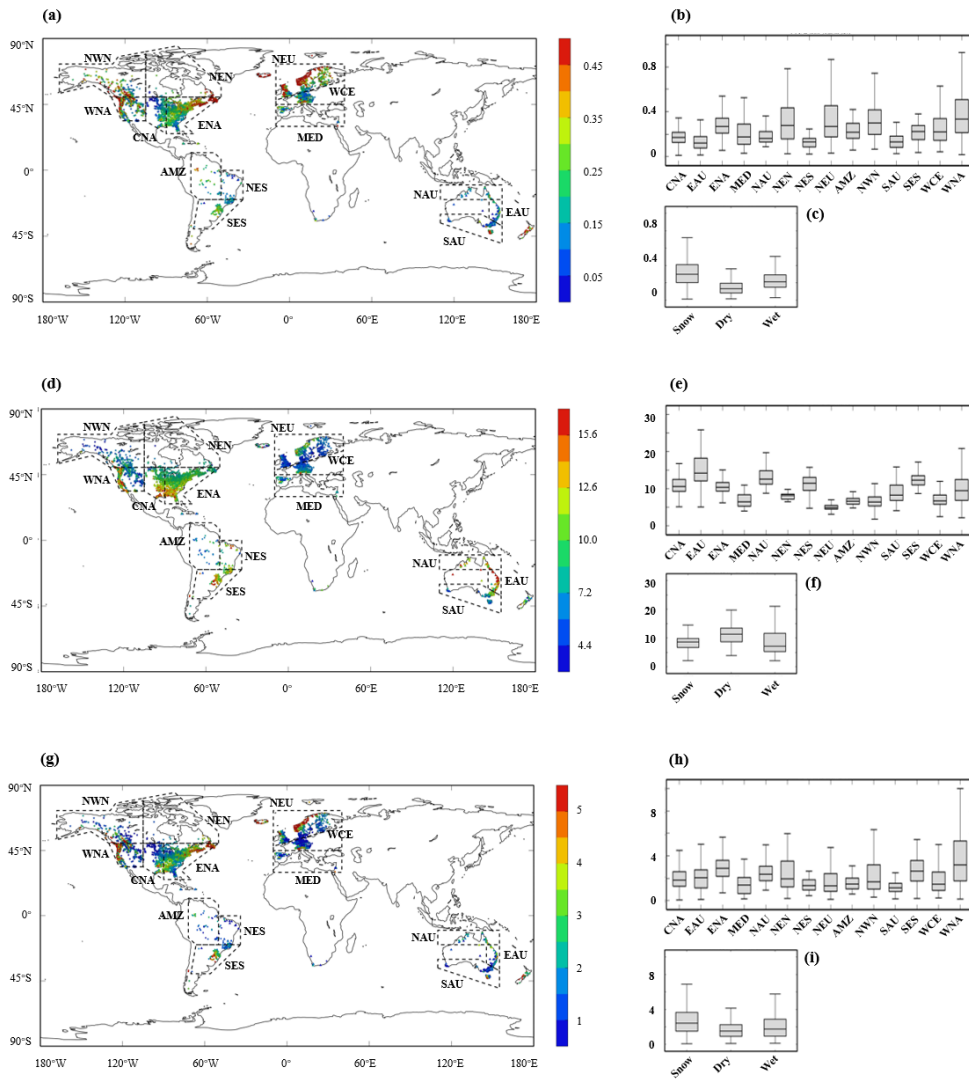 (a)
90°N
45°N
0°
45°S
90°S
180°W
120°W
60°W
0°
60°E
120°E
180°E
NWN
NEN
WNA
CNA
ENA
AMZ
NES
SES
NEU
WCE
MED
NAU
EAU
SAU
0.45
0.35
0.25
0.15
0.05
(b)
0.8
0.4
0
CNA
EAU
ENA
MED
NAU
NEN
NES
NEU
AMZ
NWN
SAU
SES
WCE
WNA
(c)
0.8
0.4
0
Snow
Dry
Wet
(d)
90°N
45°N
0°
45°S
90°S
180°W
120°W
60°W
0°
60°E
120°E
180°E
NWN
NEN
WNA
CNA
ENA
AMZ
NES
SES
NEU
WCE
MED
NAU
EAU
SAU
15.6
12.6
10.0
7.2
4.4
(e)
30
20
10
0
CNA
EAU
ENA
MED
NAU
NEN
NES
NEU
AMZ
NWN
SAU
SES
WCE
WNA
(f)
30
20
10
0
Snow
Dry
Wet
(g)
90°N
45°N
0°
45°S
90°S
180°W
120°W
60°W
0°
60°E
120°E
180°E
NWN
NEN
WNA
CNA
ENA
AMZ
NES
SES
NEU
WCE
MED
NAU
EAU
SAU
5
4
3
2
1
(h)
8
4
0
CNA
EAU
ENA
MED
NAU
NEN
NES
NEU
AMZ
NWN
SAU
SES
WCE
WNA
(i)
8
4
0
Snow
Dry
Wet